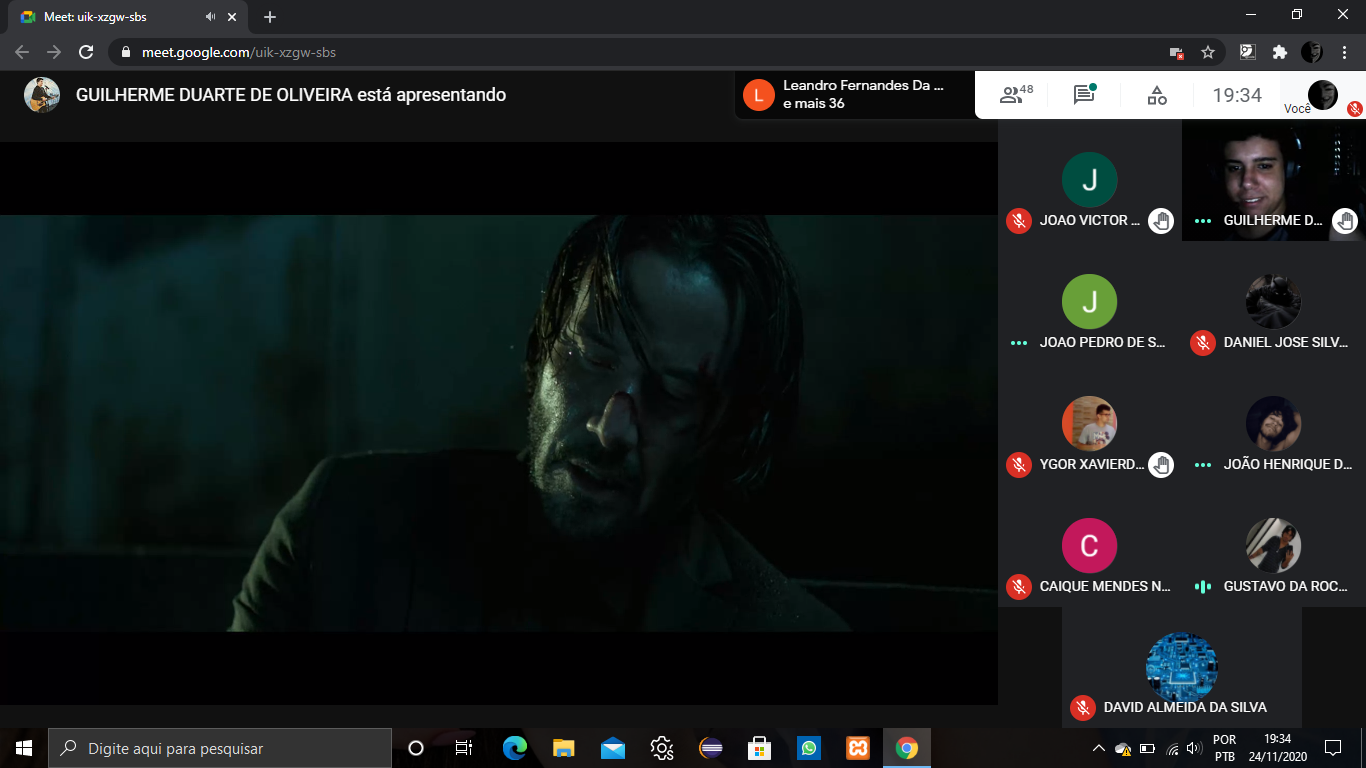 Meet: uik-xzgw-sbs
meet.google.com/uik-xzgw-sbs
GUILHERME DUARTE DE OLIVEIRA está apresentando
L
Leandro Fernandes Da ...
e mais 36
48
19:34
Você
J
JOAO VICTOR ...
GUILHERME D...
J
JOAO PEDRO DE S...
DANIEL JOSE SILV...
YGOR XAVIERD...
JOÃO HENRIQUE D...
C
CAIQUE MENDES N...
GUSTAVO DA ROC...
DAVID ALMEIDA DA SILVA
Digite aqui para pesquisar
POR
PTB
19:34
24/11/2020